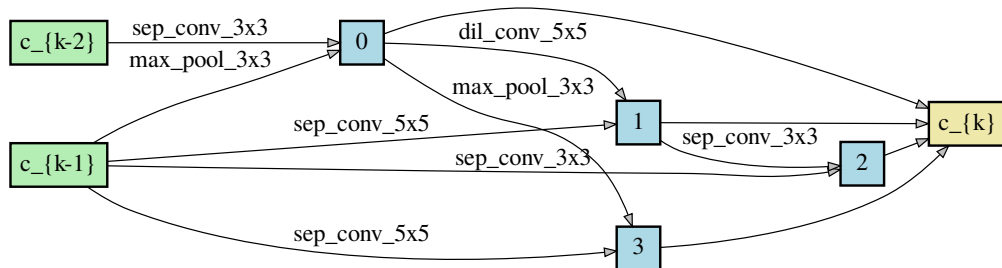 c_{k-2}
sep_conv_3x3
0
dil_conv_5x5
max_pool_3x3
max_pool_3x3
sep_conv_5x5
1
c_{k}
sep_conv_3x3
c_{k-1}
sep_conv_3x3
2
sep_conv_5x5
3